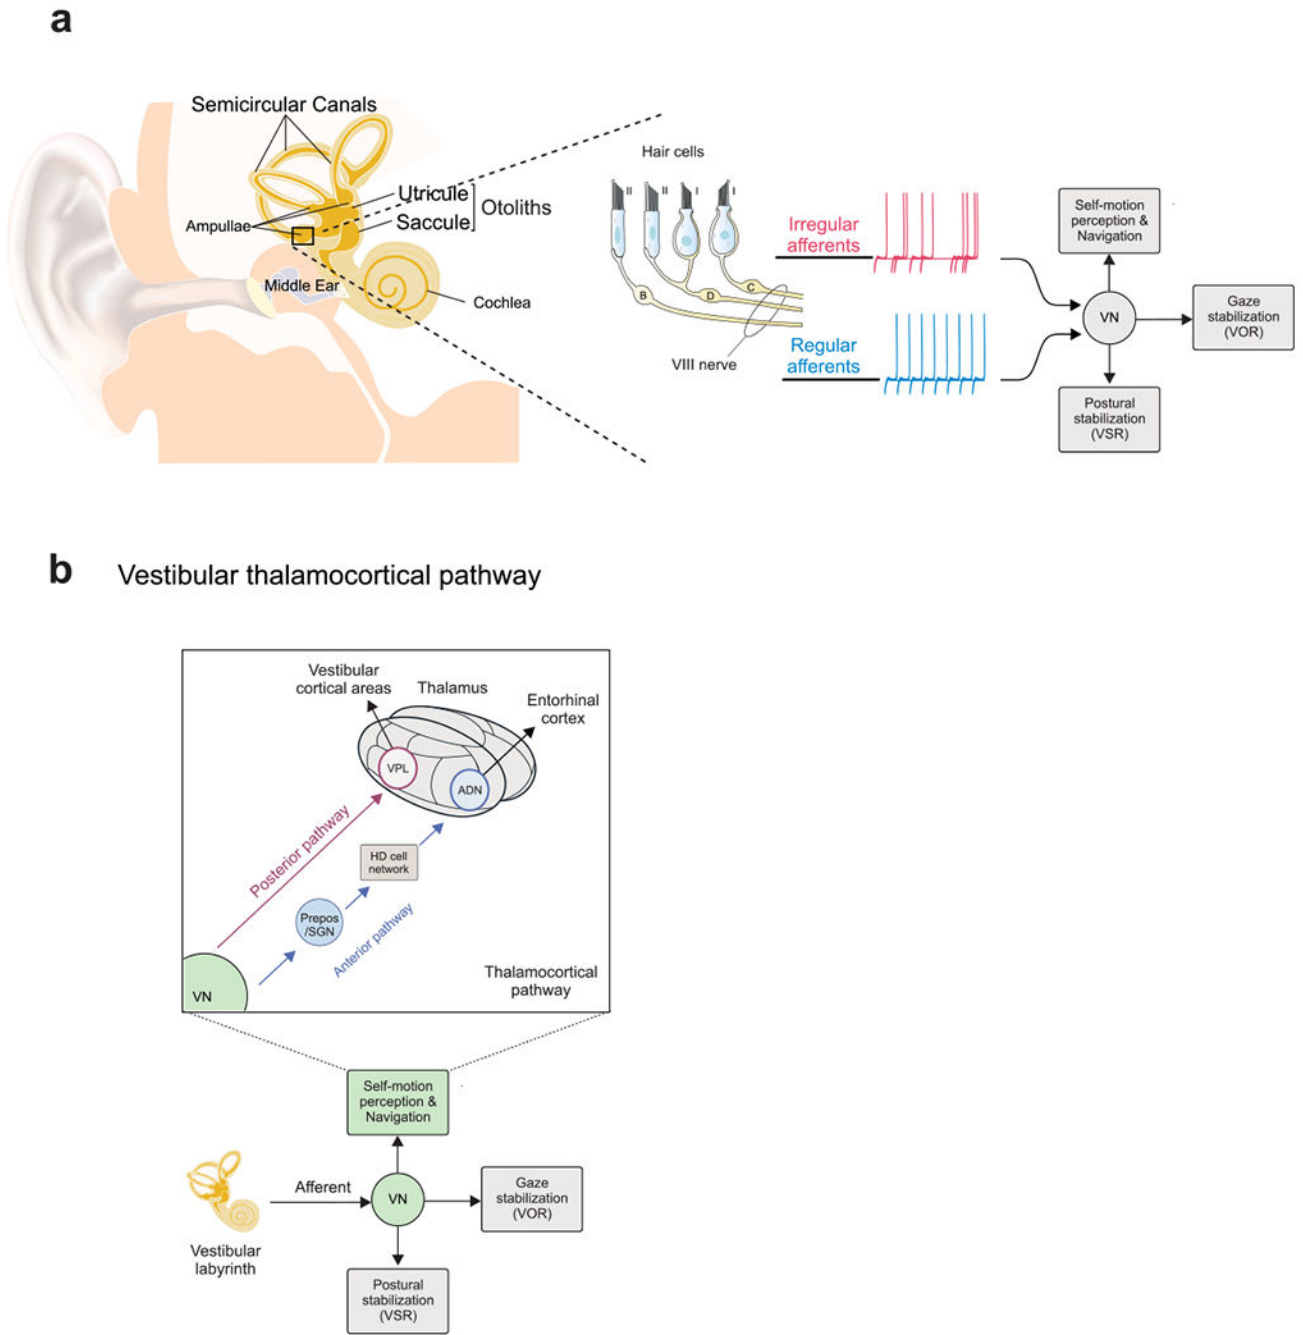 a
Semicircular Canals
Utricule
Saccule
Otoliths
Ampullae
Middle Ear
Cochlea
Hair cells
II
II
I
I
B
D
C
VIII nerve
Irregular
afferents
Regular
afferents
Self-motion
perception &
Navigation
VN
Gaze
stabilization
(VOR)
Postural
stabilization
(VSR)
b
Vestibular thalamocortical pathway
Vestibular
cortical areas
Thalamus
Entorhinal
cortex
VPL
ADN
Posterior pathway
HD cell
network
Prepos
/SGN
Anterior pathway
VN
Thalamocortical
pathway
Self-motion
perception &
Navigation
Afferent
VN
Gaze
stabilization
(VOR)
Vestibular
labyrinth
Postural
stabilization
(VSR)